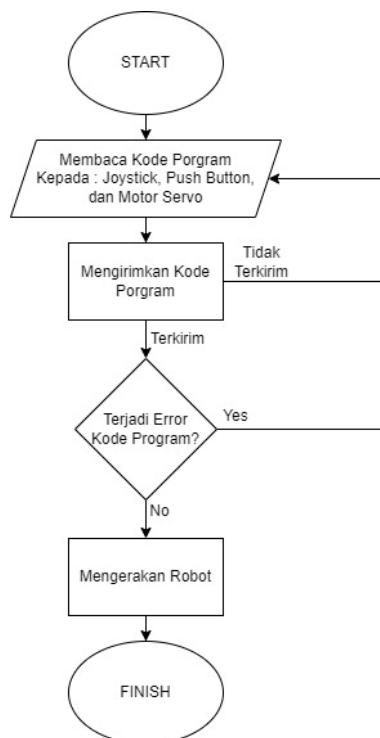 START
Membaca Kode Porgram
Kepada : Joystick, Push Button,
dan Motor Servo
Mengirimkan Kode
Porgram
Tidak
Terkirim
Terkirim
Terjadi Error
Kode Program?
Yes
No
Mengerakan Robot
FINISH